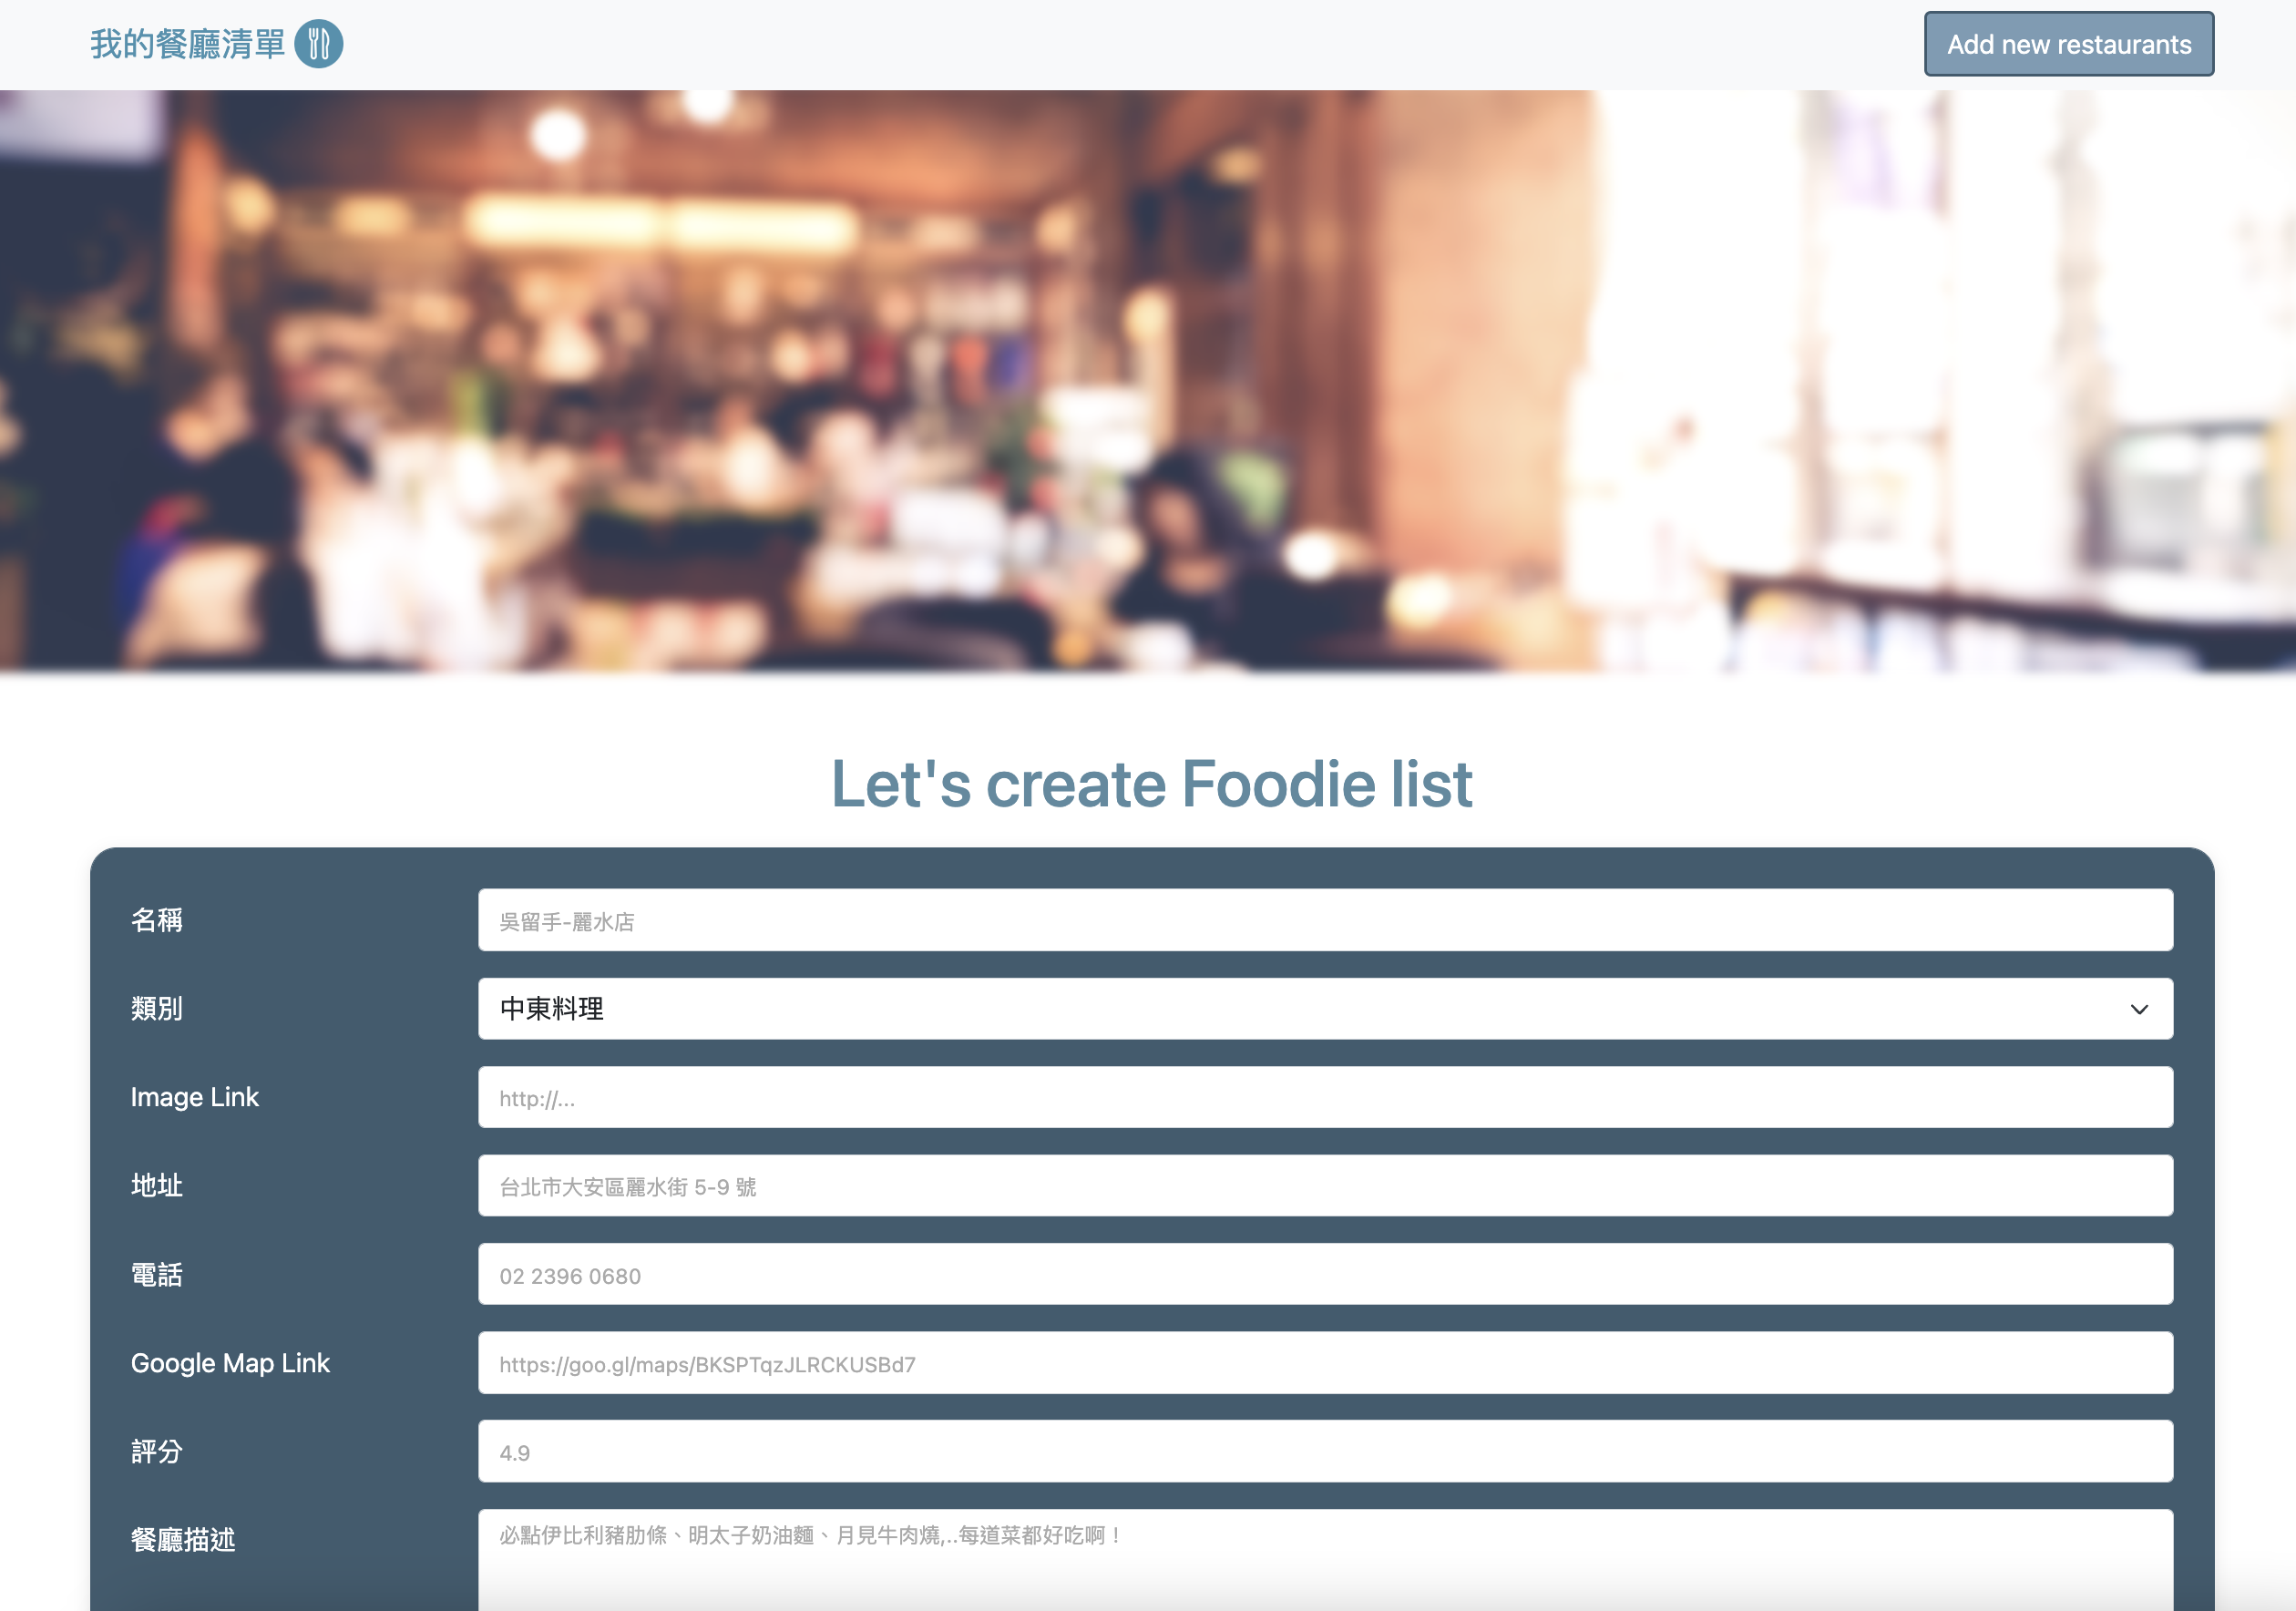 我的餐廳清單
Add new restaurants
Let's create Foodie list
名稱
吳留手-麗水店
類別
中東料理
Image Link
http://...
地址
台北市大安區麗水街 5-9 號
電話
02 2396 0680
Google Map Link
https://goo.gl/maps/BKSPTqzJLRCKUSBd7
評分
4.9
餐廳描述
必點伊比利豬肋條、明太子奶油麵、月見牛肉燒,..每道菜都好吃啊！